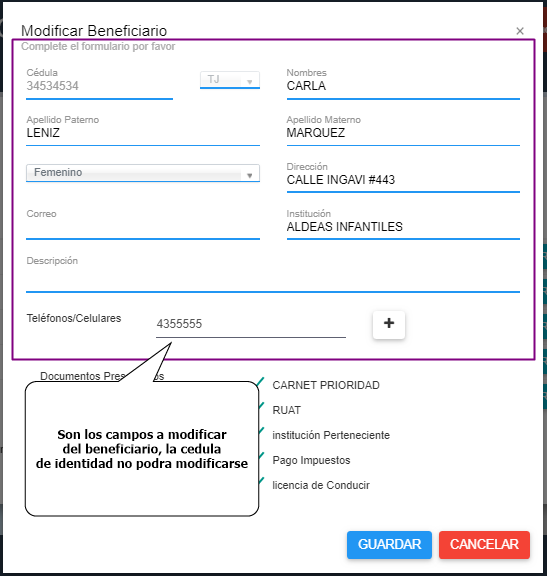 Modificar Beneficiario ×
Complete el formulario por favor
Cédula Nombres
34534534 TJ CARLA
Apellido Paterno Apellido Materno
LENIZ MARQUEZ
Femenino Dirección
CALLE INGAVI #443
Correo Institución
ALDEAS INFANTILES
Descripción
Teléfonos/Celulares 4355555 +
Documentos
CARNET PRIORIDAD
RUAT
institución Perteneciente
Pago Impuestos
licencia de Conducir
Son los campos a modificar
del beneficiario, la cedula
de identidad no podra modificarse
GUARDAR CANCELAR